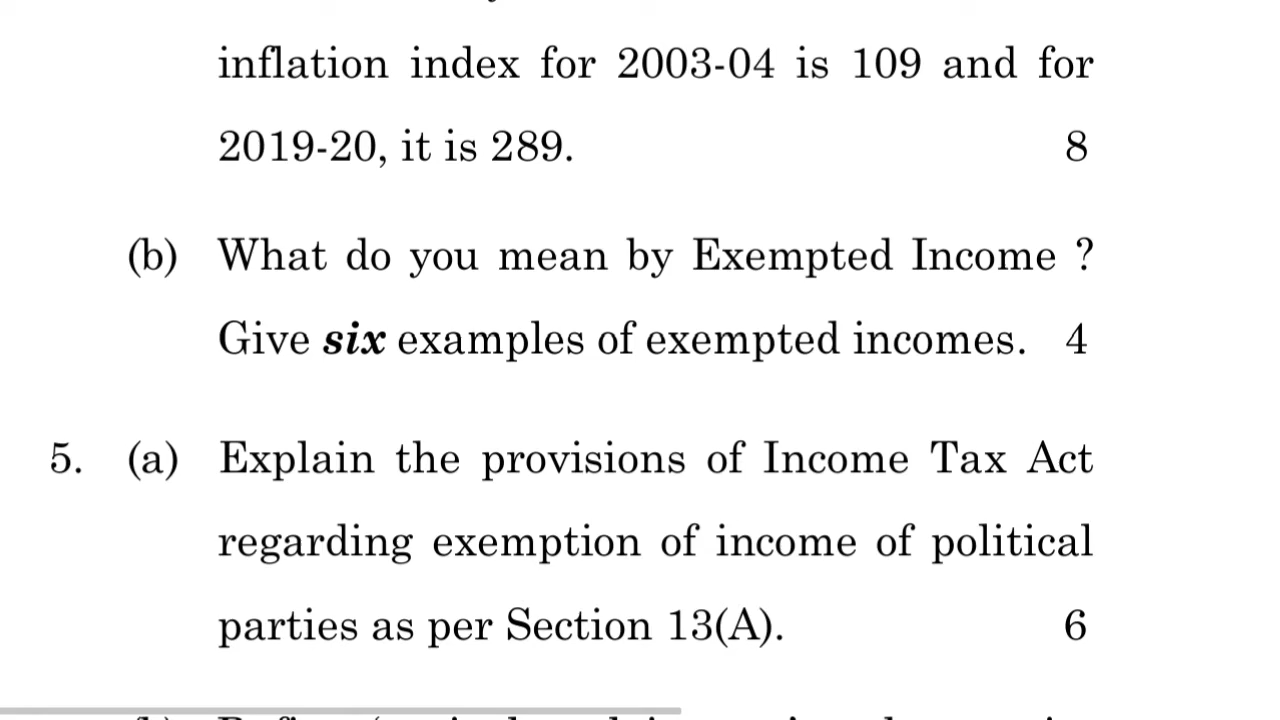 inflation index for 2003-04 is 109 and for
2019-20, it is 289. 8
(b) What do you mean by Exempted Income ?
Give six examples of exempted incomes. 4
5. (a) Explain the provisions of Income Tax Act
regarding exemption of income of political
parties as per Section 13(A). 6